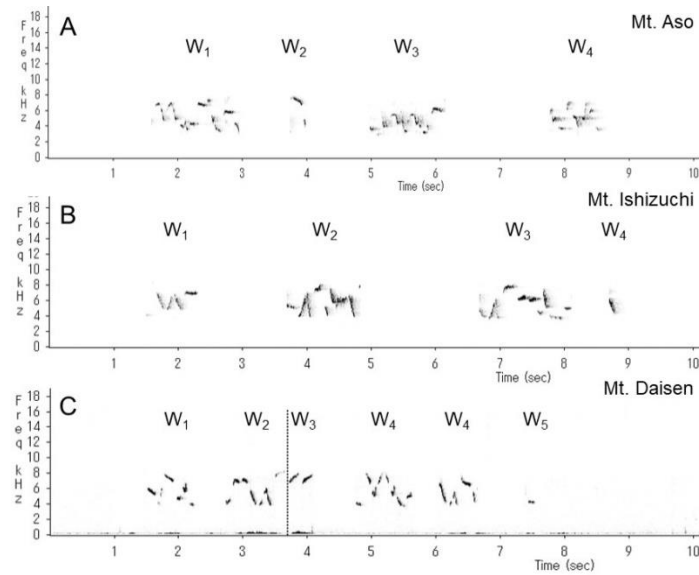 Mt. Aso
A
W₁ W₂ W₃ W₄
Freq kHz
18
16
14
12
10
8
6
4
2
0
1 2 3 4 5 6 7 8 9 10
Time (sec)
Mt. Ishizuchi
B
W₁ W₂ W₃ W₄
Freq kHz
18
16
14
12
10
8
6
4
2
0
1 2 3 4 5 6 7 8 9 10
Time (sec)
Mt. Daisen
C
W₁ W₂ W₃ W₄ W₄ W₅
Freq kHz
18
16
14
12
10
8
6
4
2
0
1 2 3 4 5 6 7 8 9 10
Time (sec)